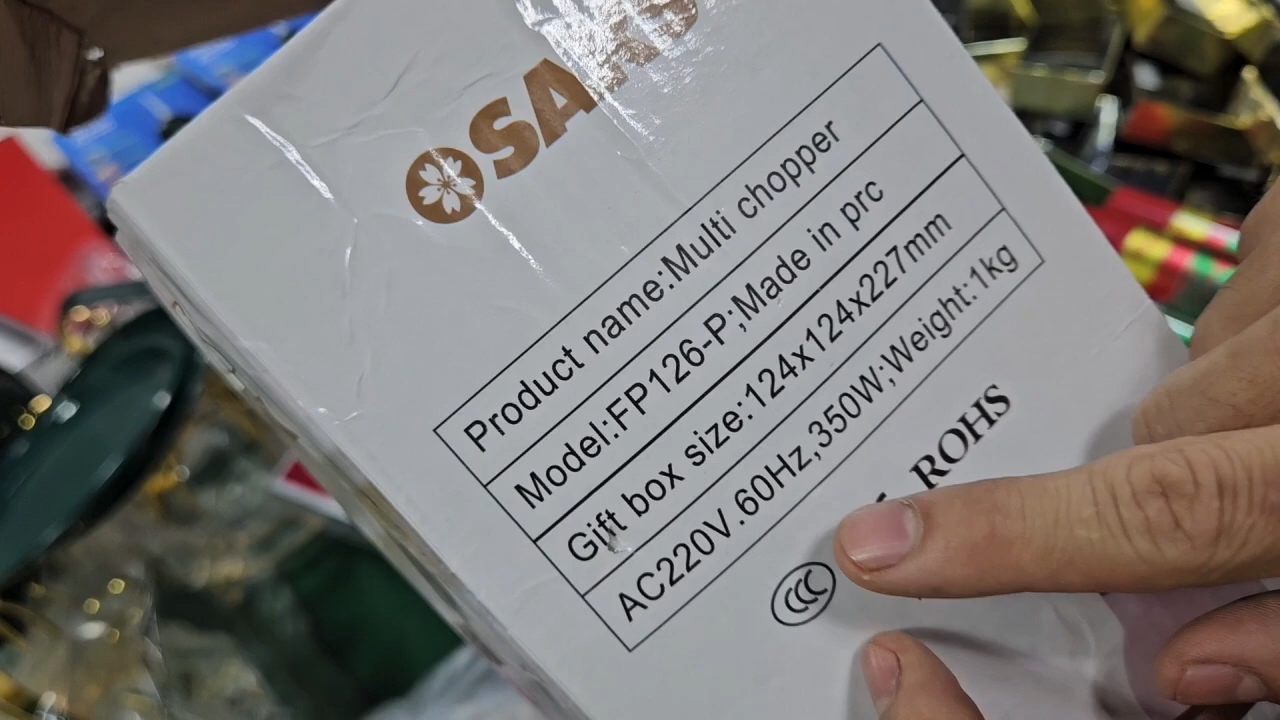 Product name:Multi chopper
Model:FP126-P;Made in prc
Gift box size:124x124x227mm
AC220V.60Hz,350W;Weight:1kg
CCC
ROHS